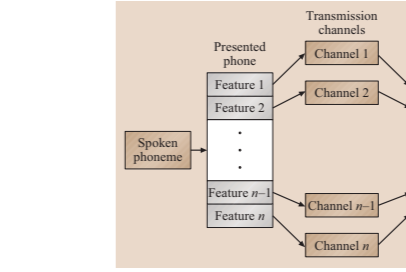 Transmission
channels
Presented
phone
Channel 1
Feature 1
Channel 2
Feature 2
Spoken
phoneme
Feature n–1
Channel n–1
Feature n
Channel n